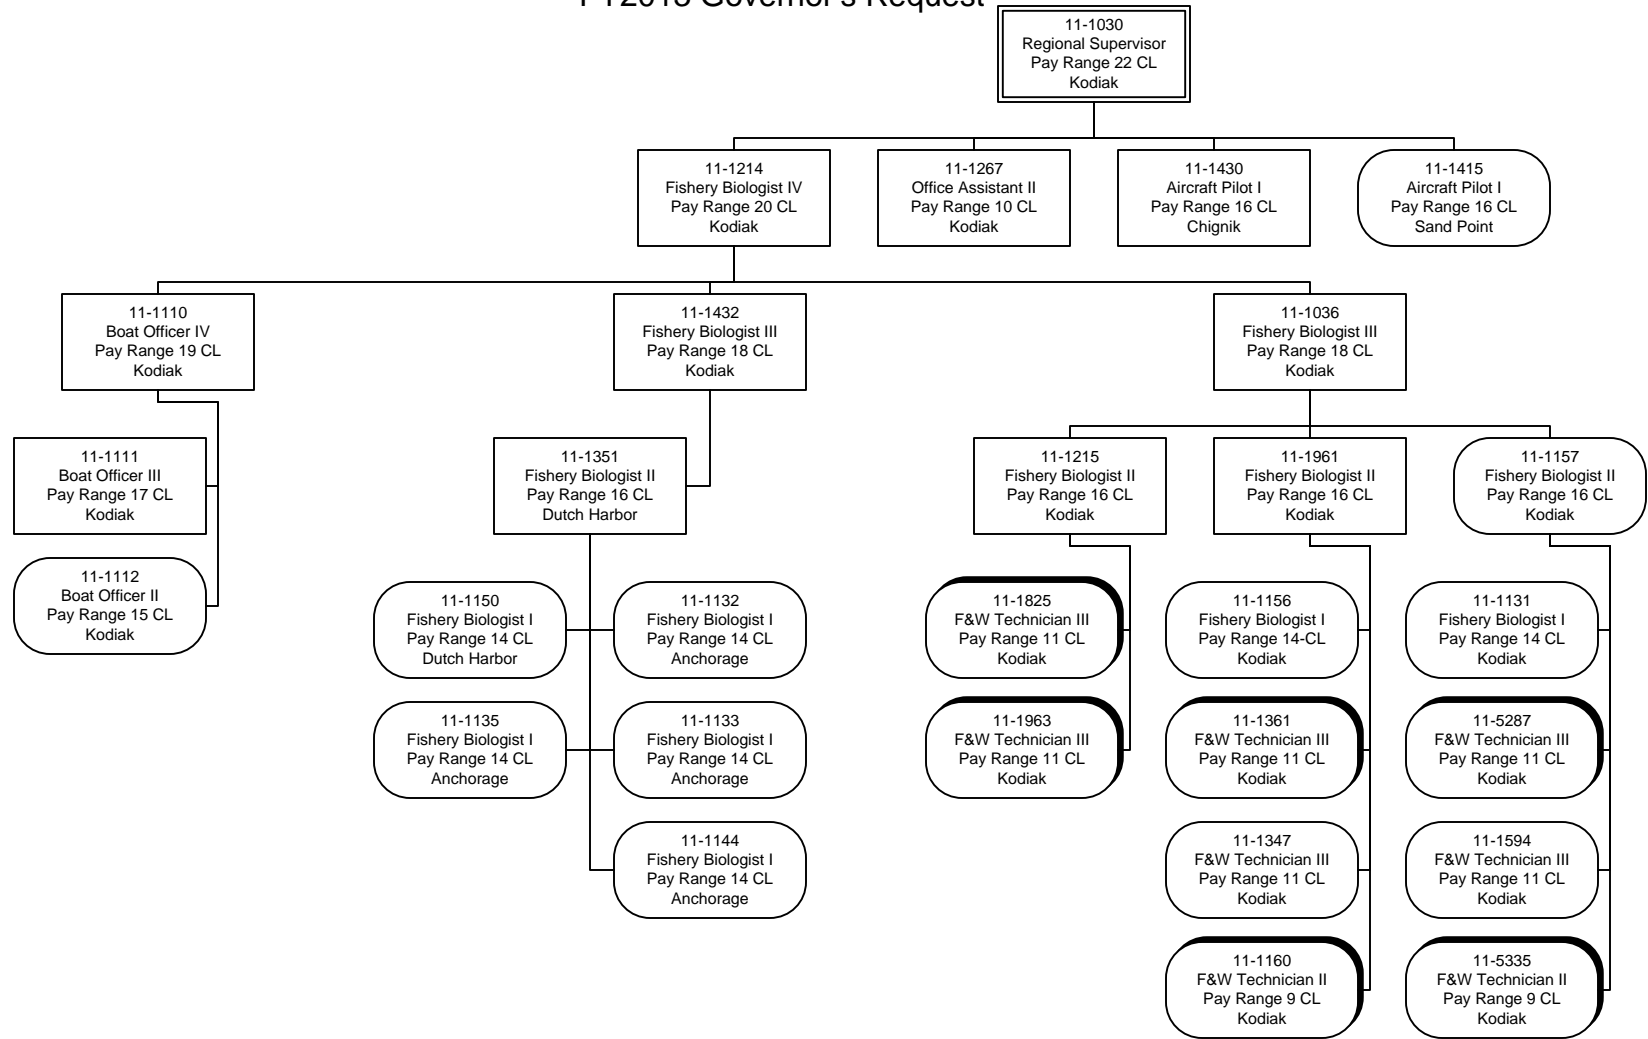 11-1030
Regional Supervisor
Pay Range 22 CL
Kodiak
11-1214
Fishery Biologist IV
Pay Range 20 CL
Kodiak
11-1267
Office Assistant II
Pay Range 10 CL
Kodiak
11-1430
Aircraft Pilot I
Pay Range 16 CL
Chignik
11-1415
Aircraft Pilot I
Pay Range 16 CL
Sand Point
11-1110
Boat Officer IV
Pay Range 19 CL
Kodiak
11-1432
Fishery Biologist III
Pay Range 18 CL
Kodiak
11-1036
Fishery Biologist III
Pay Range 18 CL
Kodiak
11-1111
Boat Officer III
Pay Range 17 CL
Kodiak
11-1351
Fishery Biologist II
Pay Range 16 CL
Dutch Harbor
11-1215
Fishery Biologist II
Pay Range 16 CL
Kodiak
11-1961
Fishery Biologist II
Pay Range 16 CL
Kodiak
11-1157
Fishery Biologist II
Pay Range 16 CL
Kodiak
11-1112
Boat Officer II
Pay Range 15 CL
Kodiak
11-1150
Fishery Biologist I
Pay Range 14 CL
Dutch Harbor
11-1132
Fishery Biologist I
Pay Range 14 CL
Anchorage
11-1825
F&W Technician III
Pay Range 11 CL
Kodiak
11-1156
Fishery Biologist I
Pay Range 14-CL
Kodiak
11-1131
Fishery Biologist I
Pay Range 14 CL
Kodiak
11-1135
Fishery Biologist I
Pay Range 14 CL
Anchorage
11-1133
Fishery Biologist I
Pay Range 14 CL
Anchorage
11-1963
F&W Technician III
Pay Range 11 CL
Kodiak
11-1361
F&W Technician III
Pay Range 11 CL
Kodiak
11-5287
F&W Technician III
Pay Range 11 CL
Kodiak
11-1144
Fishery Biologist I
Pay Range 14 CL
Anchorage
11-1347
F&W Technician III
Pay Range 11 CL
Kodiak
11-1594
F&W Technician III
Pay Range 11 CL
Kodiak
11-1160
F&W Technician II
Pay Range 9 CL
Kodiak
11-5335
F&W Technician II
Pay Range 9 CL
Kodiak